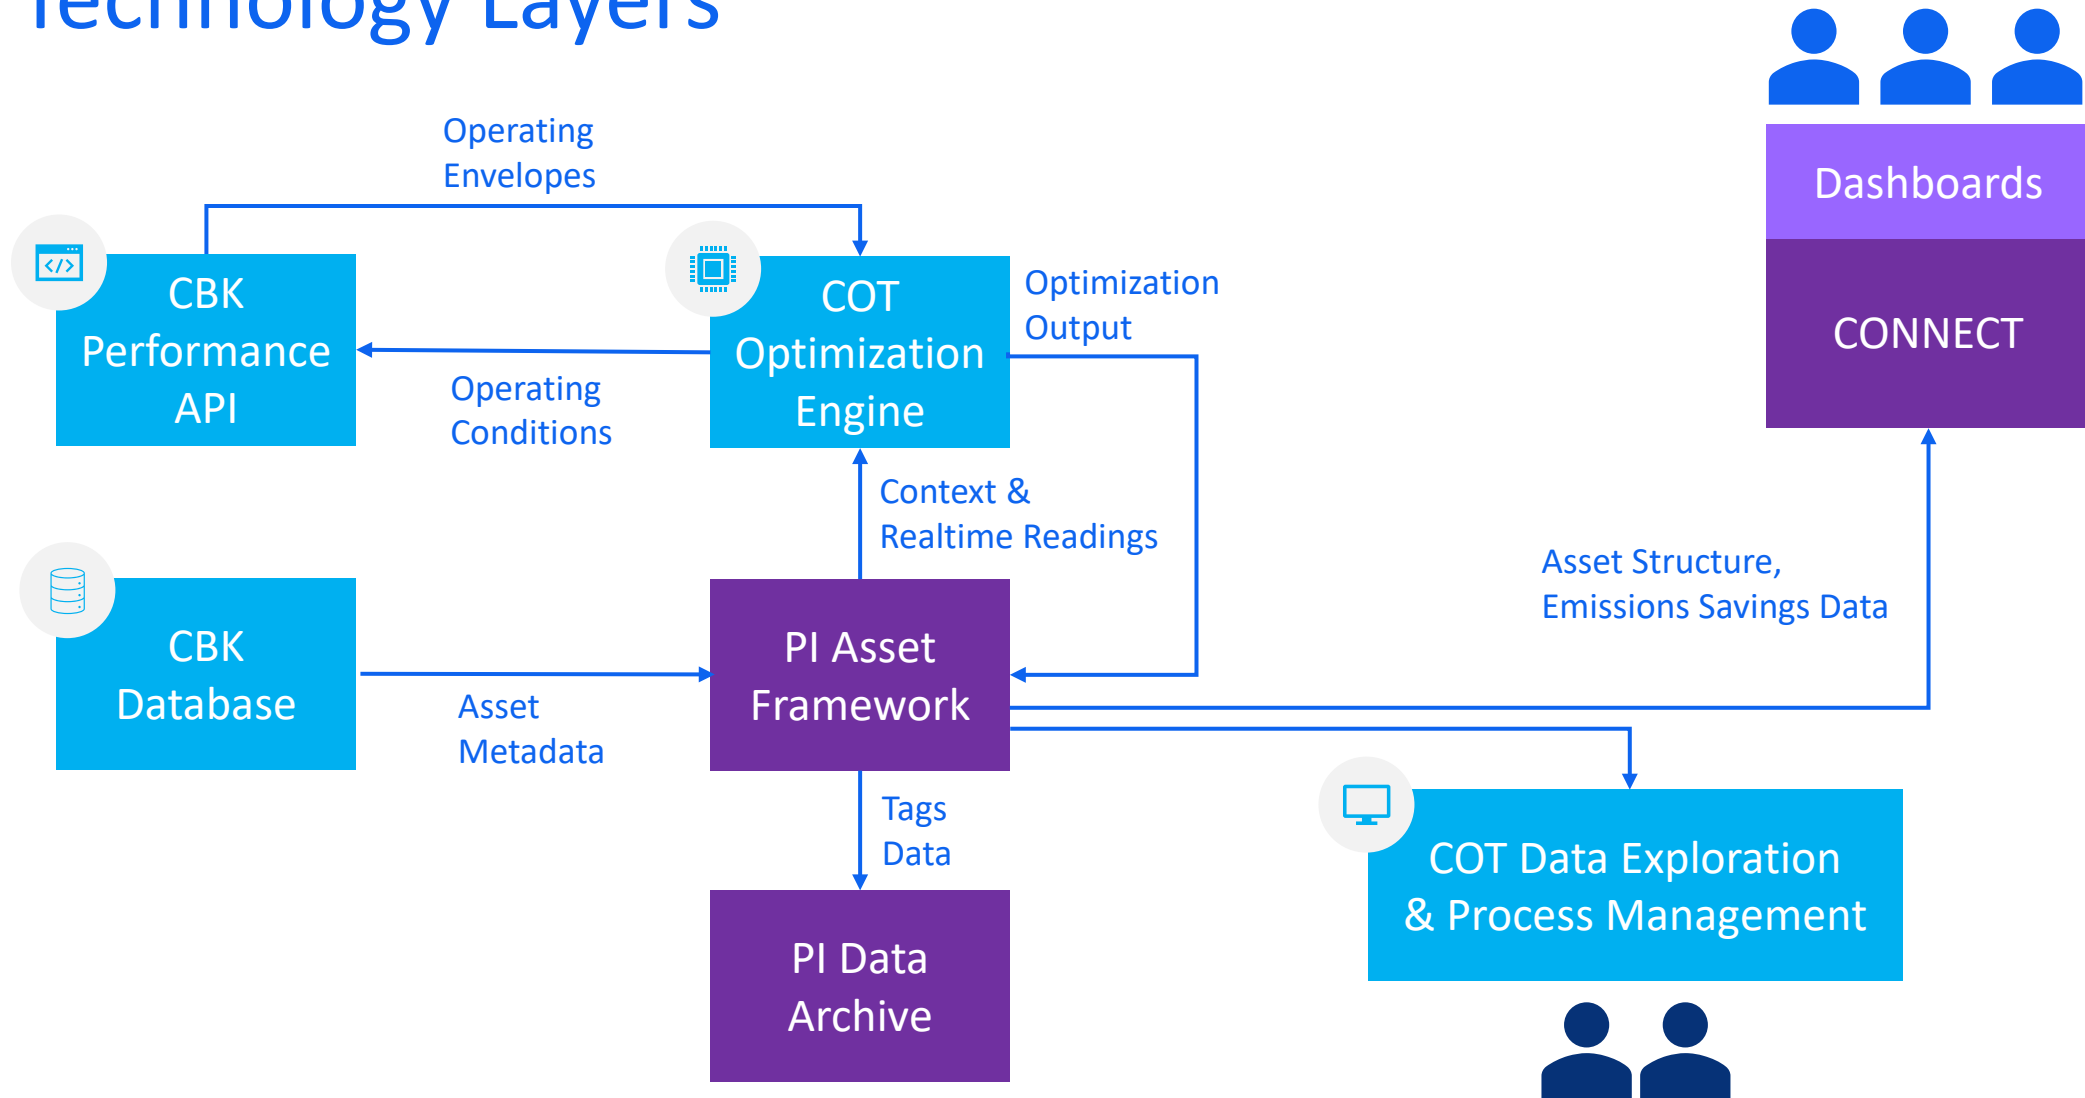 Technology Layers
Operating
Envelopes
Dashboards
CONNECT
</>
CBK
Performance
API
COT
Optimization
Engine
Optimization
Output
Operating
Conditions
Context &
Realtime Readings
Asset Structure,
Emissions Savings Data
CBK
Database
Asset
Metadata
PI Asset
Framework
Tags
Data
COT Data Exploration
& Process Management
PI Data
Archive